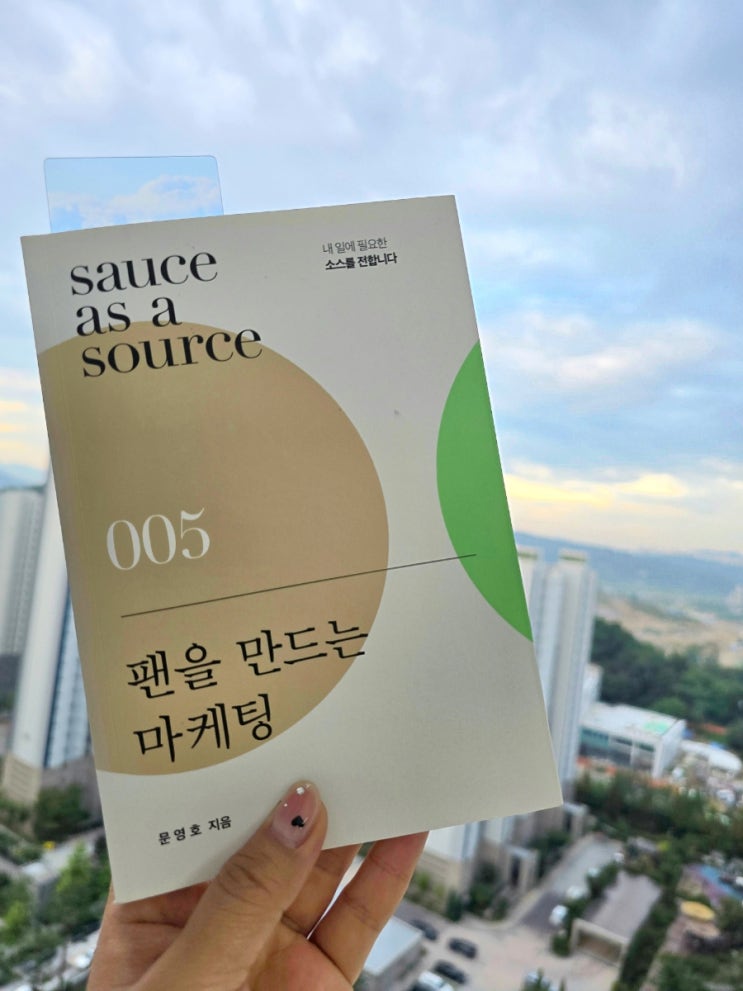 sauce
as a
source
내 일에 필요한
소스를 전합니다
005
팬을 만드는
마케팅
문영호 지음